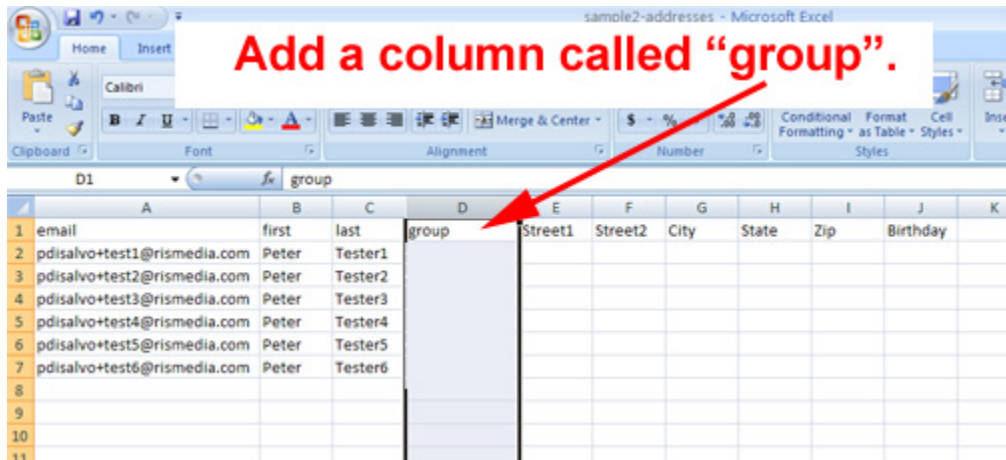 sample2-addresses - Microsoft Excel
Home Insert
Add a column called “group”.
Paste
Calibri
B I U
A
Merge & Center
$ %
Conditional Formatting
Format as Table
Cell Styles
Clipboard Font Alignment Number Styles
D1 fx group
A B C D E F G H I J K
1 email first last group Street1 Street2 City State Zip Birthday
2 pdisalvo+test1@rismedia.com Peter Tester1
3 pdisalvo+test2@rismedia.com Peter Tester2
4 pdisalvo+test3@rismedia.com Peter Tester3
5 pdisalvo+test4@rismedia.com Peter Tester4
6 pdisalvo+test5@rismedia.com Peter Tester5
7 pdisalvo+test6@rismedia.com Peter Tester6
8
9
10
11